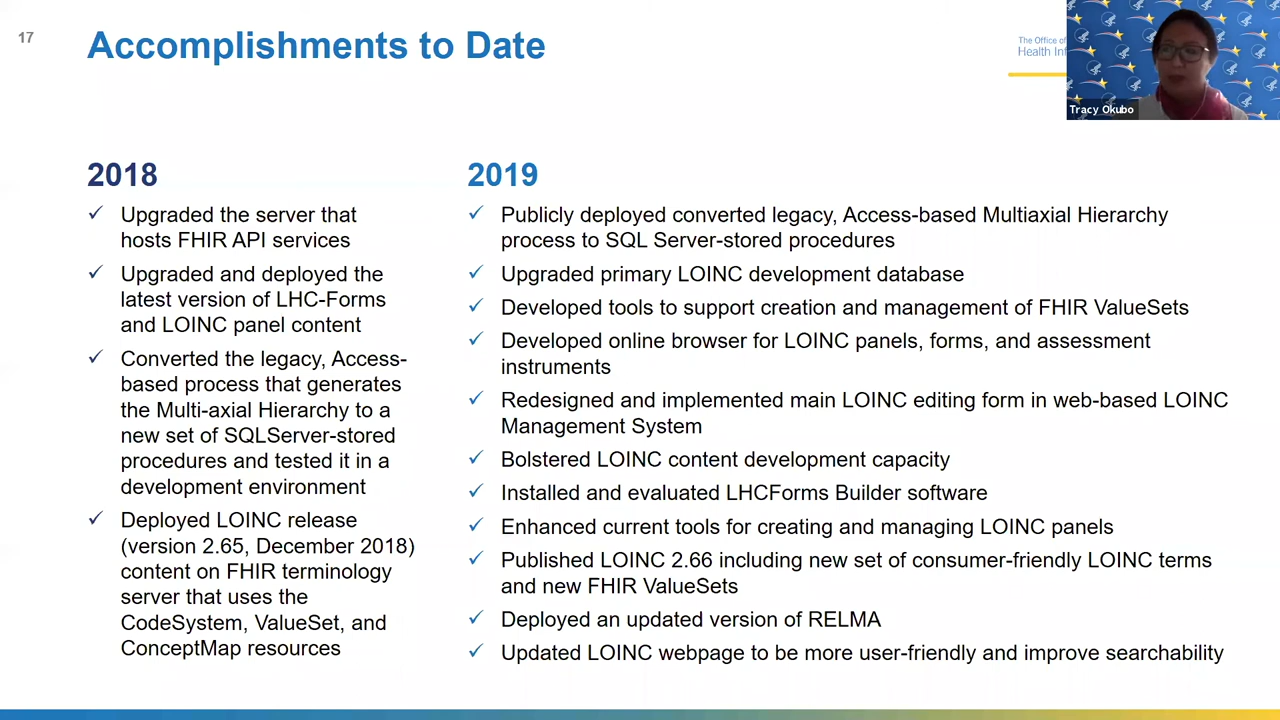 17
Accomplishments to Date
The Office of
Health Inf
Tracy Okubo
2018
Upgraded the server that
hosts FHIR API services
Upgraded and deployed the
latest version of LHC-Forms
and LOINC panel content
Converted the legacy, Access-
based process that generates
the Multi-axial Hierarchy to a
new set of SQLServer-stored
procedures and tested it in a
development environment
Deployed LOINC release
(version 2.65, December 2018)
content on FHIR terminology
server that uses the
CodeSystem, ValueSet, and
ConceptMap resources
2019
Publicly deployed converted legacy, Access-based Multiaxial Hierarchy
process to SQL Server-stored procedures
Upgraded primary LOINC development database
Developed tools to support creation and management of FHIR ValueSets
Developed online browser for LOINC panels, forms, and assessment
instruments
Redesigned and implemented main LOINC editing form in web-based LOINC
Management System
Bolstered LOINC content development capacity
Installed and evaluated LHCForms Builder software
Enhanced current tools for creating and managing LOINC panels
Published LOINC 2.66 including new set of consumer-friendly LOINC terms
and new FHIR ValueSets
Deployed an updated version of RELMA
Updated LOINC webpage to be more user-friendly and improve searchability